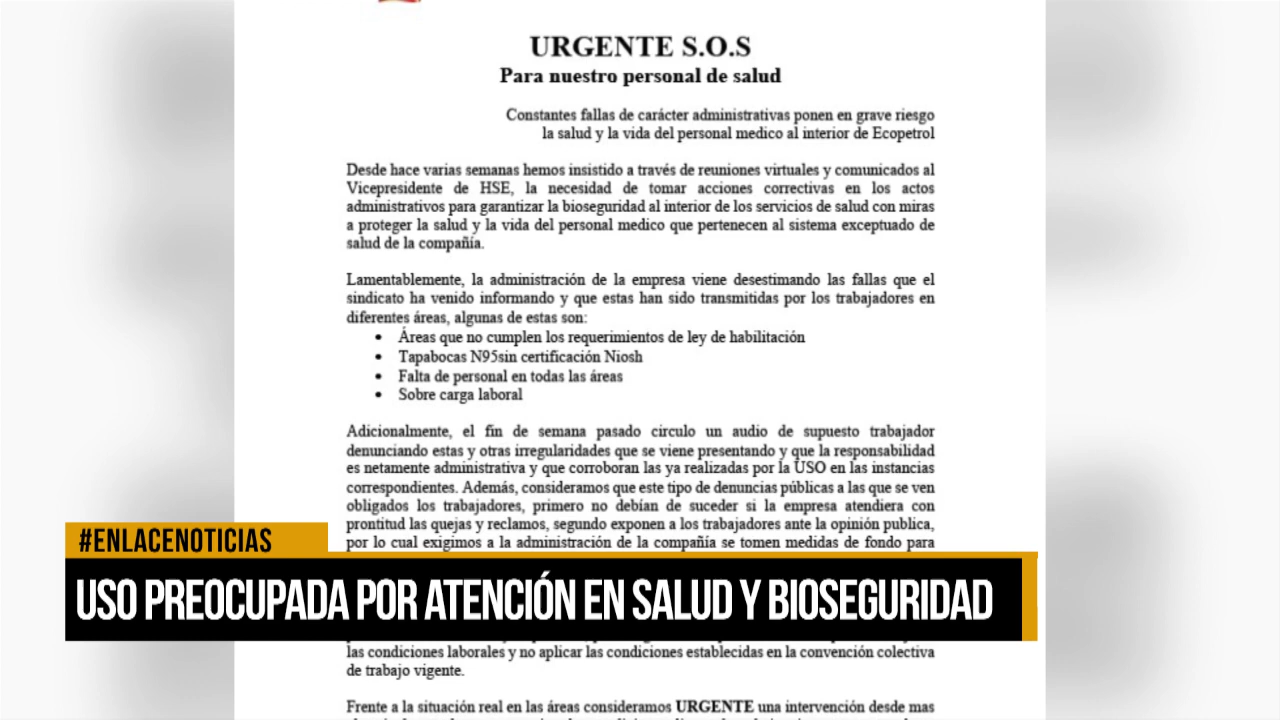 URGENTE S.O.S
Para nuestro personal de salud
Constantes fallas de carácter administrativas ponen en grave riesgo
la salud y la vida del personal medico al interior de Ecopetrol
Desde hace varias semanas hemos insistido a través de reuniones virtuales y comunicados al
Vicepresidente de HSE, la necesidad de tomar acciones correctivas en los actos
administrativos para garantizar la bioseguridad al interior de los servicios de salud con miras
a proteger la salud y la vida del personal medico que pertenecen al sistema exceptuado de
salud de la compañía.
Lamentablemente, la administración de la empresa viene desestimando las fallas que el
sindicato ha venido informando y que estas han sido transmitidas por los trabajadores en
diferentes áreas, algunas de estas son:
• Áreas que no cumplen los requerimientos de ley de habilitación
• Tapabocas N95sin certificación Niosh
• Falta de personal en todas las áreas
• Sobre carga laboral
Adicionalmente, el fin de semana pasado circulo un audio de supuesto trabajador
denunciando estas y otras irregularidades que se viene presentando y que la responsabilidad
es netamente administrativa y que corroboran las ya realizadas por la USO en las instancias
correspondientes. Además, consideramos que este tipo de denuncias públicas a las que se ven
obligados los trabajadores, primero no debían de suceder si la empresa atendiera con
prontitud las quejas y reclamos, segundo exponen a los trabajadores ante la opinión publica,
por lo cual exigimos a la administración de la compañía se tomen medidas de fondo para
#ENLACENOTICIAS
USO PREOCUPADA POR ATENCIÓN EN SALUD Y BIOSEGURIDAD
las condiciones laborales y no aplicar las condiciones establecidas en la convención colectiva
de trabajo vigente.
Frente a la situación real en las áreas consideramos URGENTE una intervención desde mas